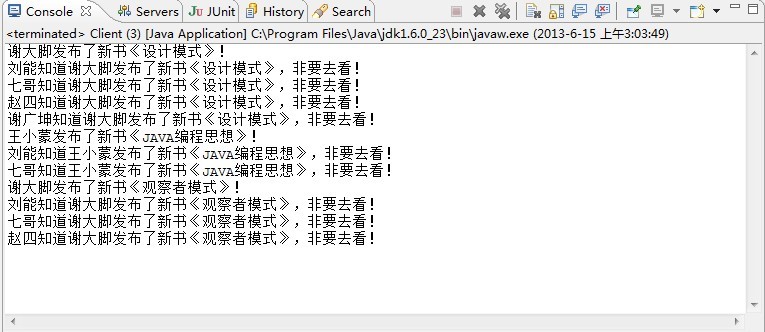 Console Servers JUnit History Search
<terminated> Client (3) [Java Application] C:\Program Files\Java\jdk1.6.0_23\bin\javaw.exe (2013-6-15 上午3:03:49)
谢大脚发布了新书《设计模式》!
刘能知道谢大脚发布了新书《设计模式》，非要去看!
七哥知道谢大脚发布了新书《设计模式》，非要去看!
赵四知道谢大脚发布了新书《设计模式》，非要去看!
谢广坤知道谢大脚发布了新书《设计模式》，非要去看!
王小蒙发布了新书《JAVA编程思想》!
刘能知道王小蒙发布了新书《JAVA编程思想》，非要去看!
七哥知道王小蒙发布了新书《JAVA编程思想》，非要去看!
谢大脚发布了新书《观察者模式》!
刘能知道谢大脚发布了新书《观察者模式》，非要去看!
七哥知道谢大脚发布了新书《观察者模式》，非要去看!
赵四知道谢大脚发布了新书《观察者模式》，非要去看!